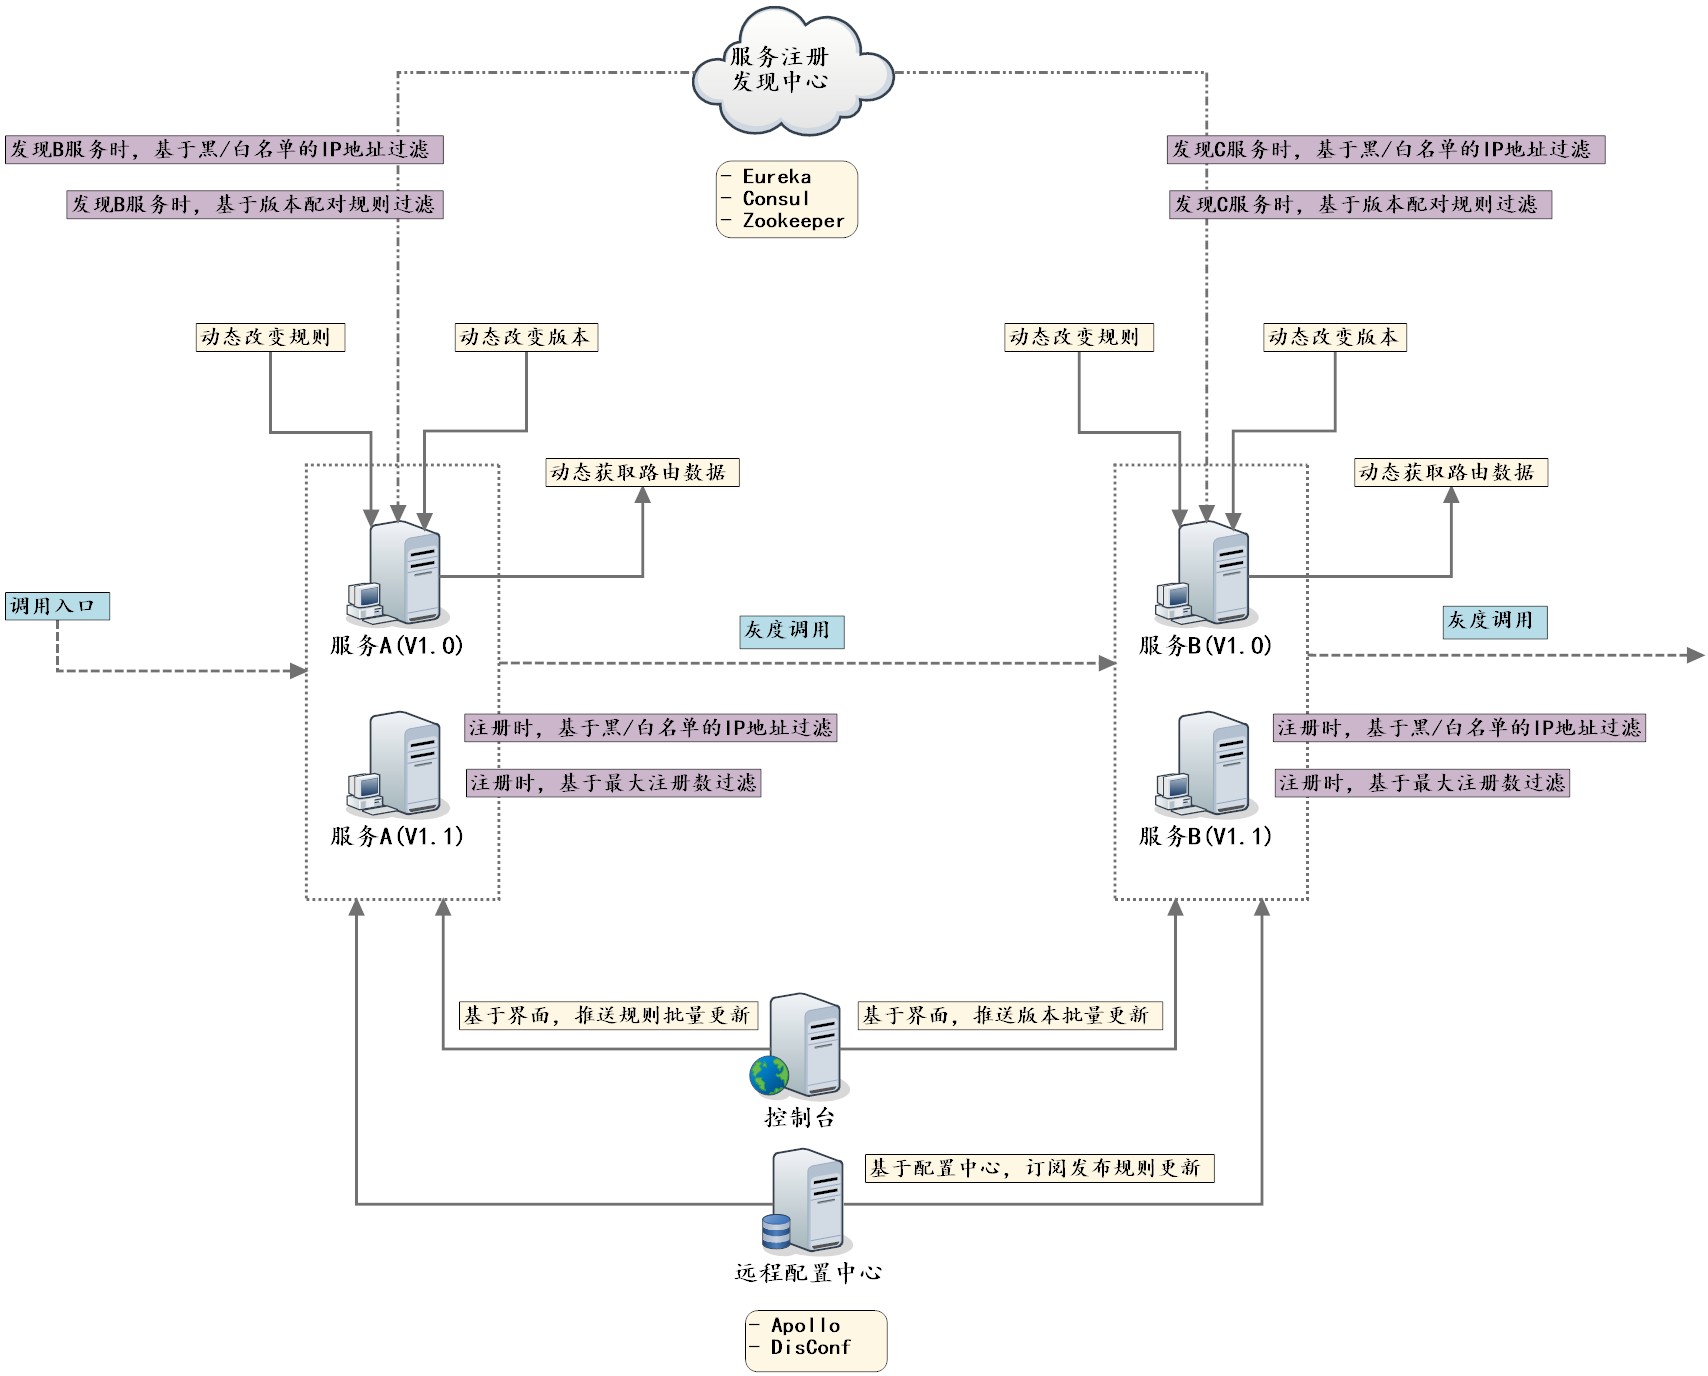 服务注册
发现中心
发现B服务时，基于黑/白名单的IP地址过滤
发现C服务时，基于黑/白名单的IP地址过滤
- Eureka
- Consul
- Zookeeper
发现B服务时，基于版本配对规则过滤
发现C服务时，基于版本配对规则过滤
动态改变规则
动态改变版本
动态改变规则
动态改变版本
动态获取路由数据
动态获取路由数据
调用入口
灰度调用
灰度调用
服务A(V1.0)
服务B(V1.0)
注册时，基于黑/白名单的IP地址过滤
注册时，基于黑/白名单的IP地址过滤
注册时，基于最大注册数过滤
注册时，基于最大注册数过滤
服务A(V1.1)
服务B(V1.1)
基于界面，推送规则批量更新
基于界面，推送版本批量更新
控制台
基于配置中心，订阅发布规则更新
远程配置中心
- Apollo
- DisConf